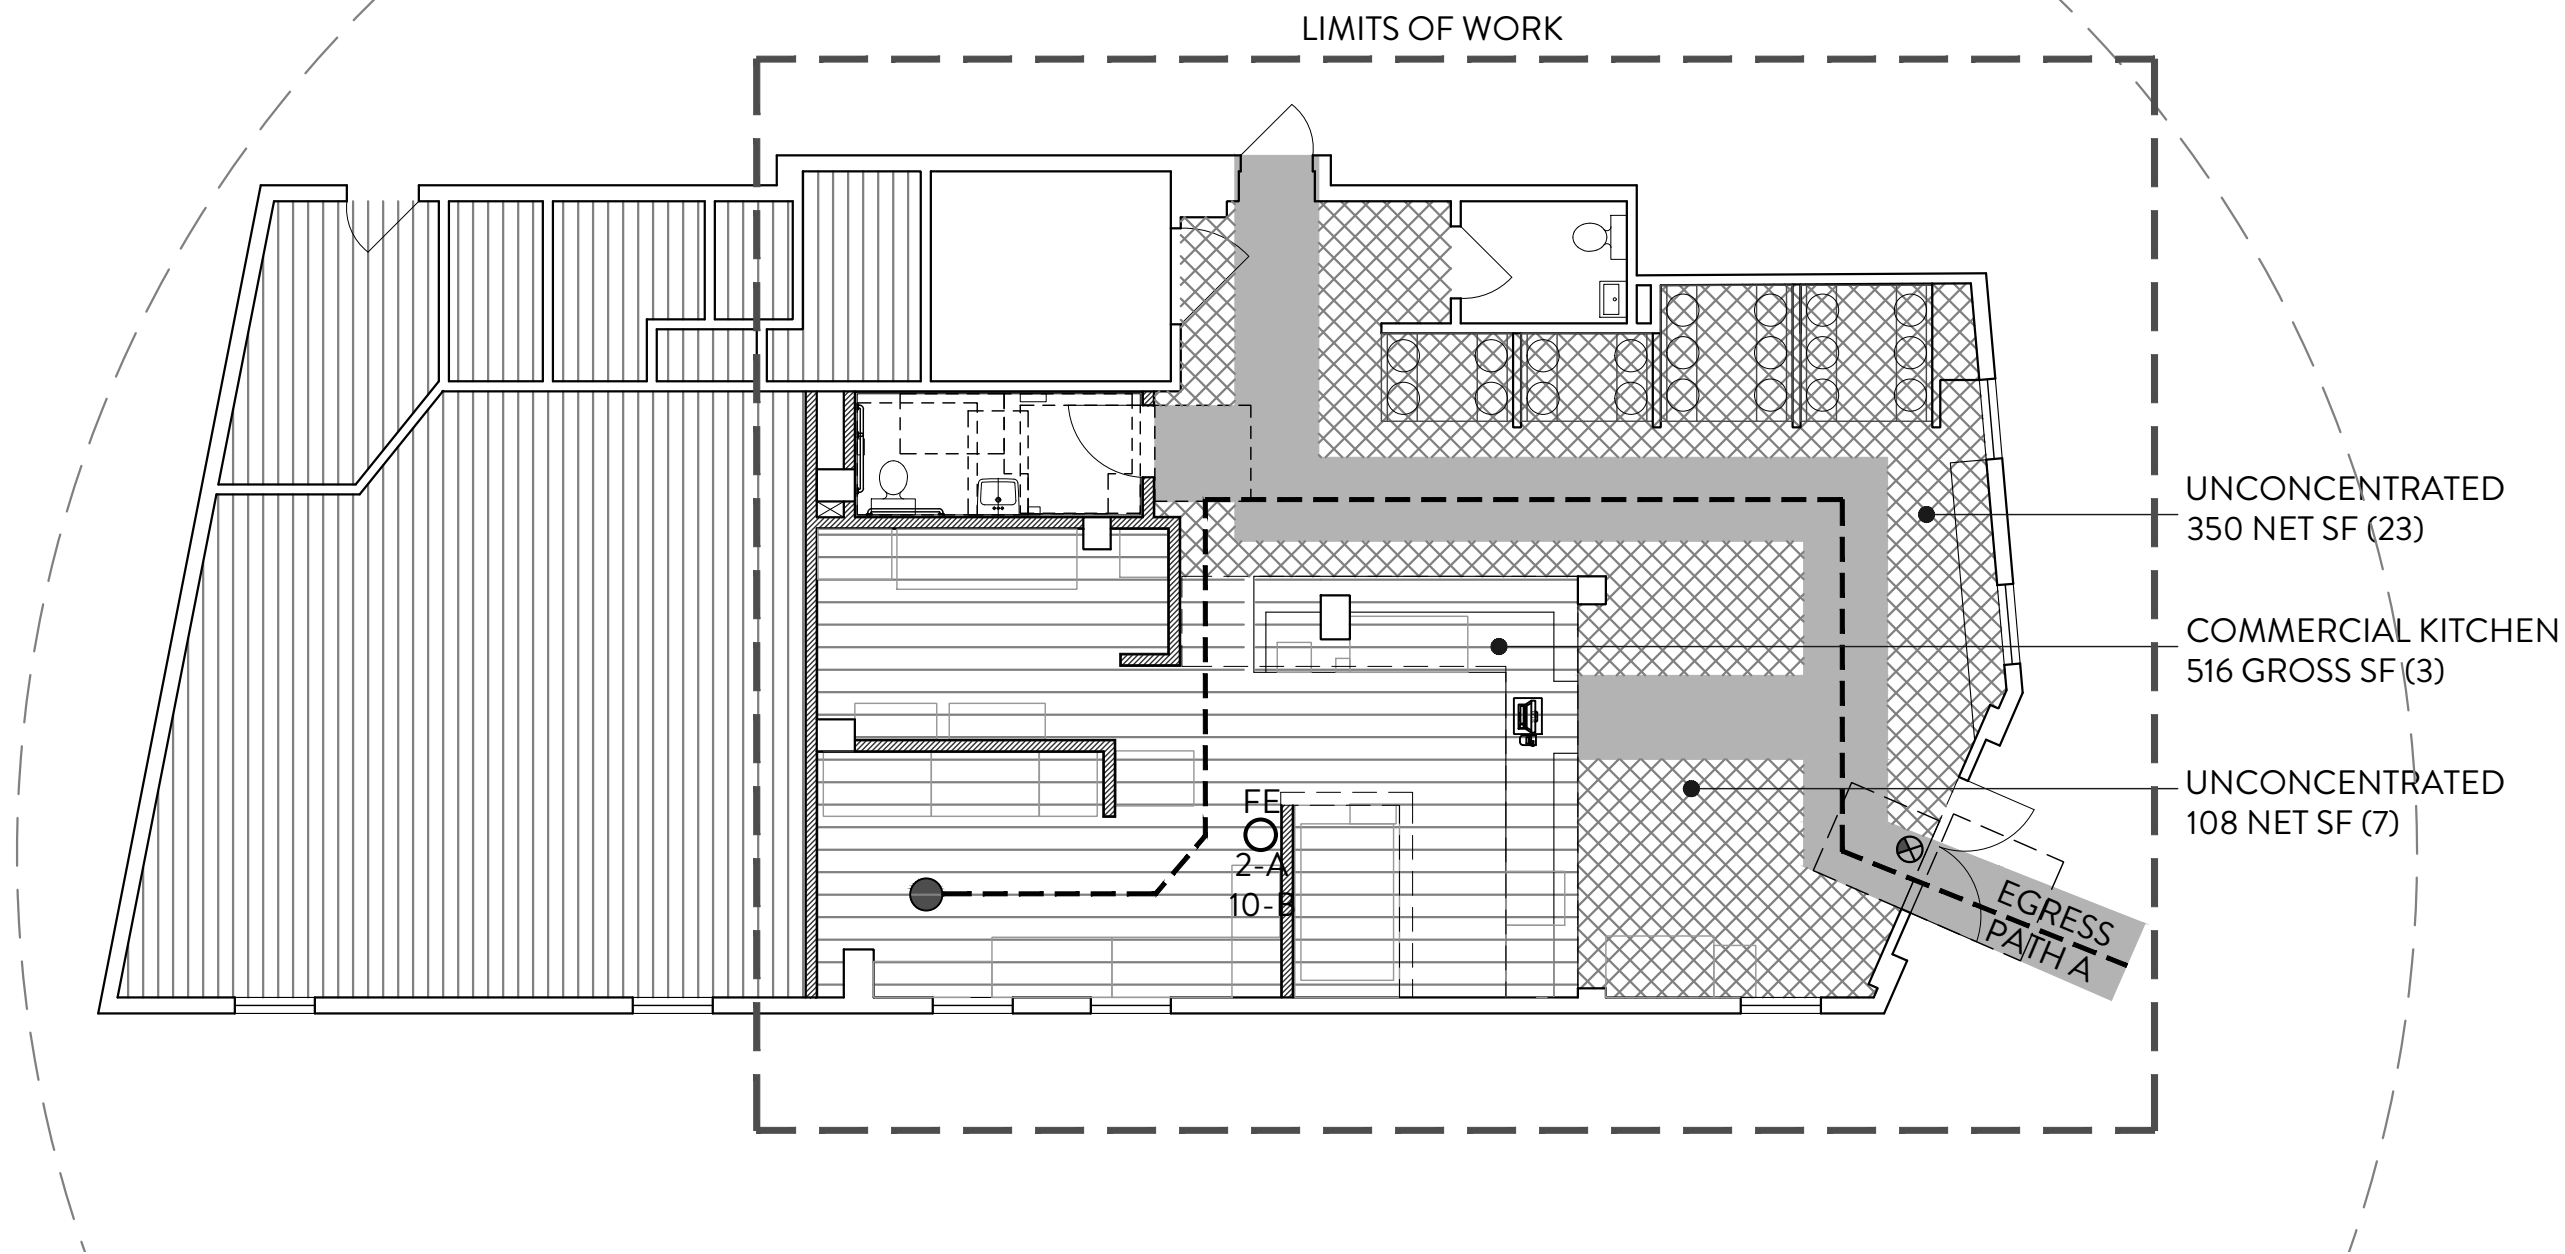 LIMITS OF WORK
UNCONCENTRATED
350 NET SF (23)
COMMERCIAL KITCHEN
516 GROSS SF (3)
UNCONCENTRATED
108 NET SF (7)
FE
2-A
10-B
EGRESS
PATH A